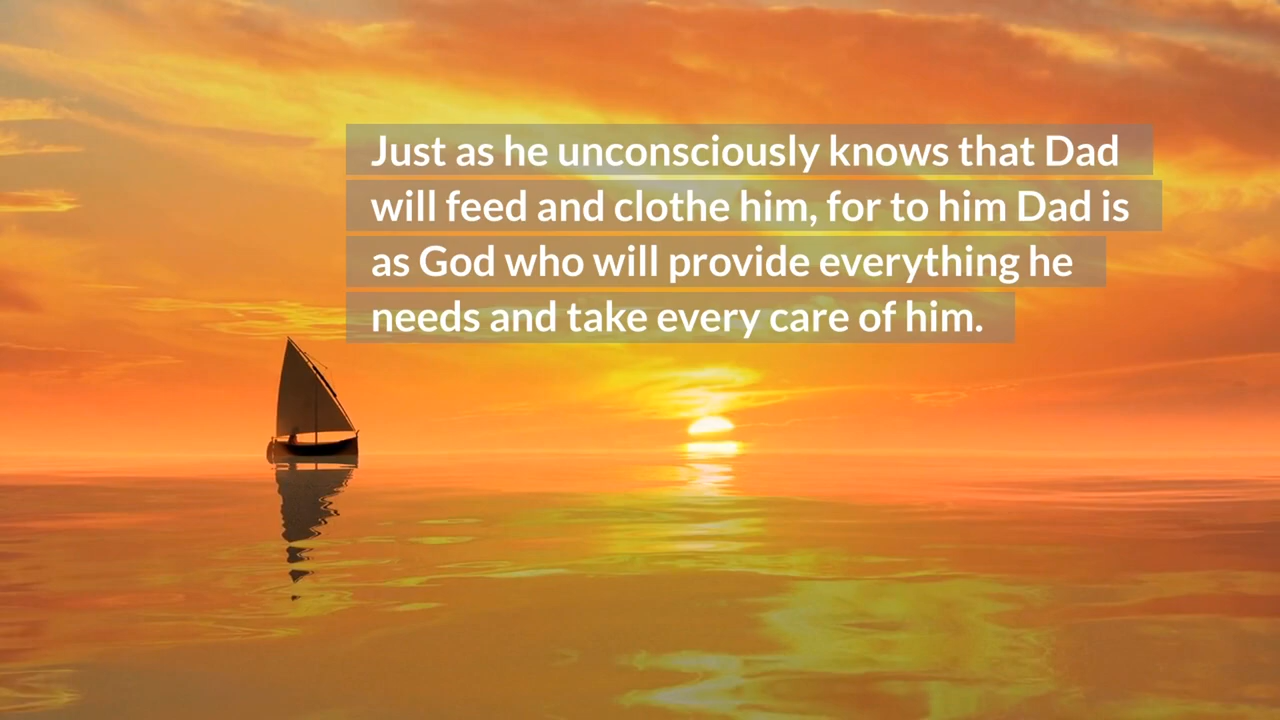 Just as he unconsciously knows that Dad
will feed and clothe him, for to him Dad is
as God who will provide everything he
needs and take every care of him.